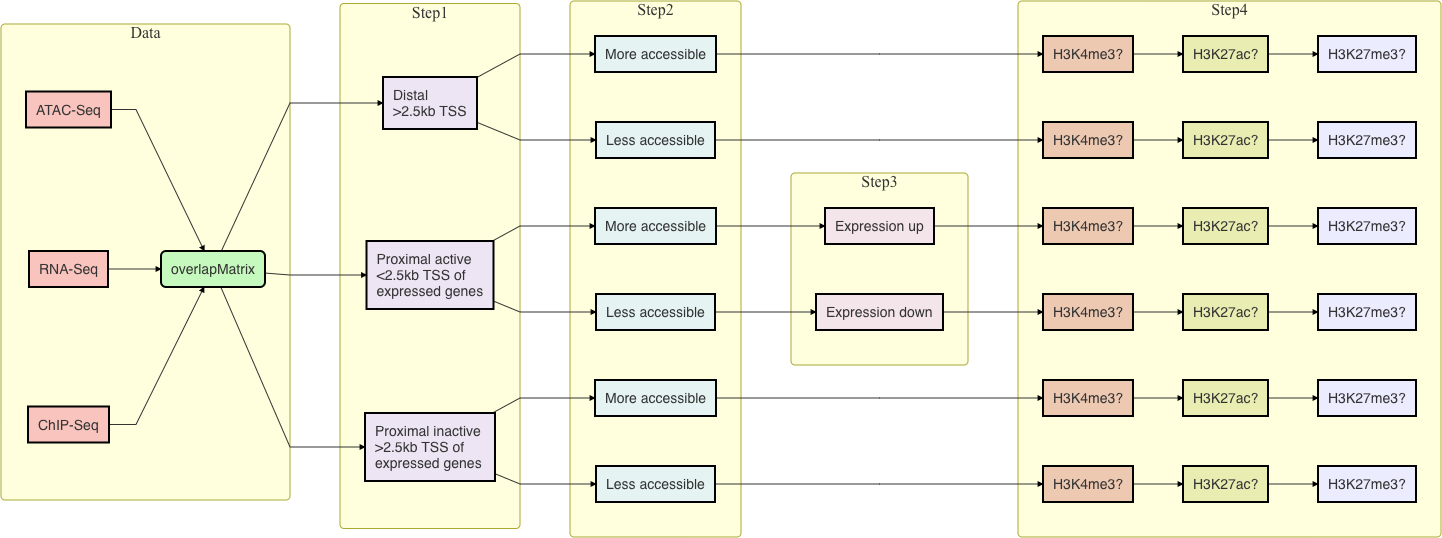 Data
Step1
Step2
Step4
ATAC-Seq
RNA-Seq
ChIP-Seq
overlapMatrix
Distal
>2.5kb TSS
Proximal active
<2.5kb TSS of
expressed genes
Proximal inactive
>2.5kb TSS of
expressed genes
More accessible
Less accessible
More accessible
Less accessible
More accessible
Less accessible
Step3
Expression up
Expression down
H3K4me3? H3K27ac? H3K27me3?
H3K4me3? H3K27ac? H3K27me3?
H3K4me3? H3K27ac? H3K27me3?
H3K4me3? H3K27ac? H3K27me3?
H3K4me3? H3K27ac? H3K27me3?
H3K4me3? H3K27ac? H3K27me3?